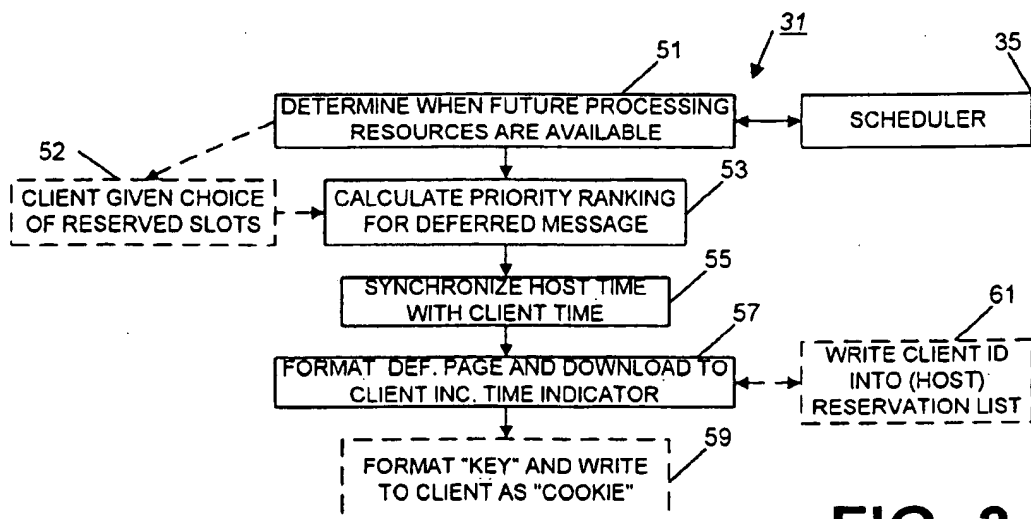 31
35
51
DETERMINE WHEN FUTURE PROCESSING
RESOURCES ARE AVAILABLE
SCHEDULER
52
CLIENT GIVEN CHOICE
OF RESERVED SLOTS
53
CALCULATE PRIORITY RANKING
FOR DEFERRED MESSAGE
55
SYNCHRONIZE HOST TIME
WITH CLIENT TIME
57
FORMAT DEF. PAGE AND DOWNLOAD TO
CLIENT INC. TIME INDICATOR
61
WRITE CLIENT ID
INTO (HOST)
RESERVATION LIST
59
FORMAT "KEY" AND WRITE
TO CLIENT AS "COOKIE"